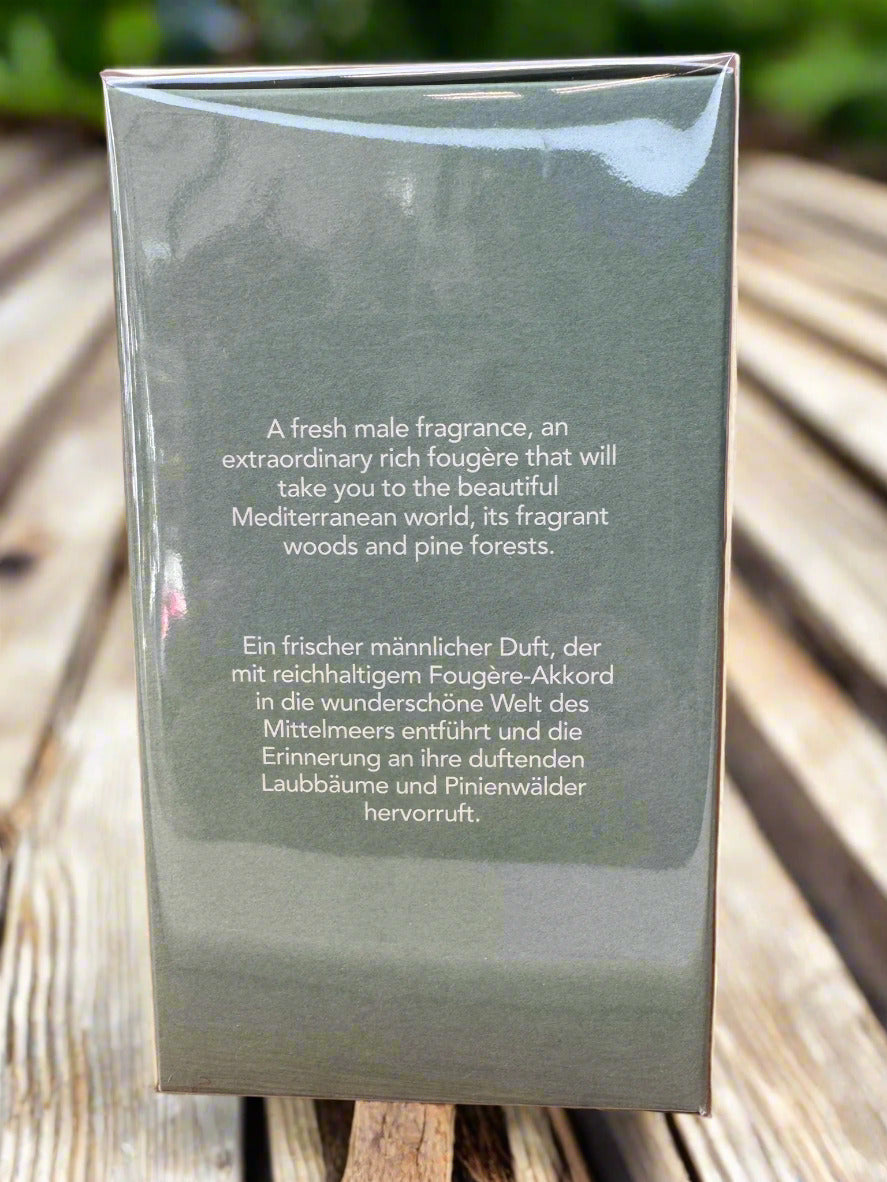 A fresh male fragrance, an
extraordinary rich fougère that will
take you to the beautiful
Mediterranean world, its fragrant
woods and pine forests.
Ein frischer männlicher Duft, der
mit reichhaltigem Fougère-Akkord
in die wunderschöne Welt des
Mittelmeers entführt und die
Erinnerung an ihre duftenden
Laubbäume und Pinienwälder
hervorruft.